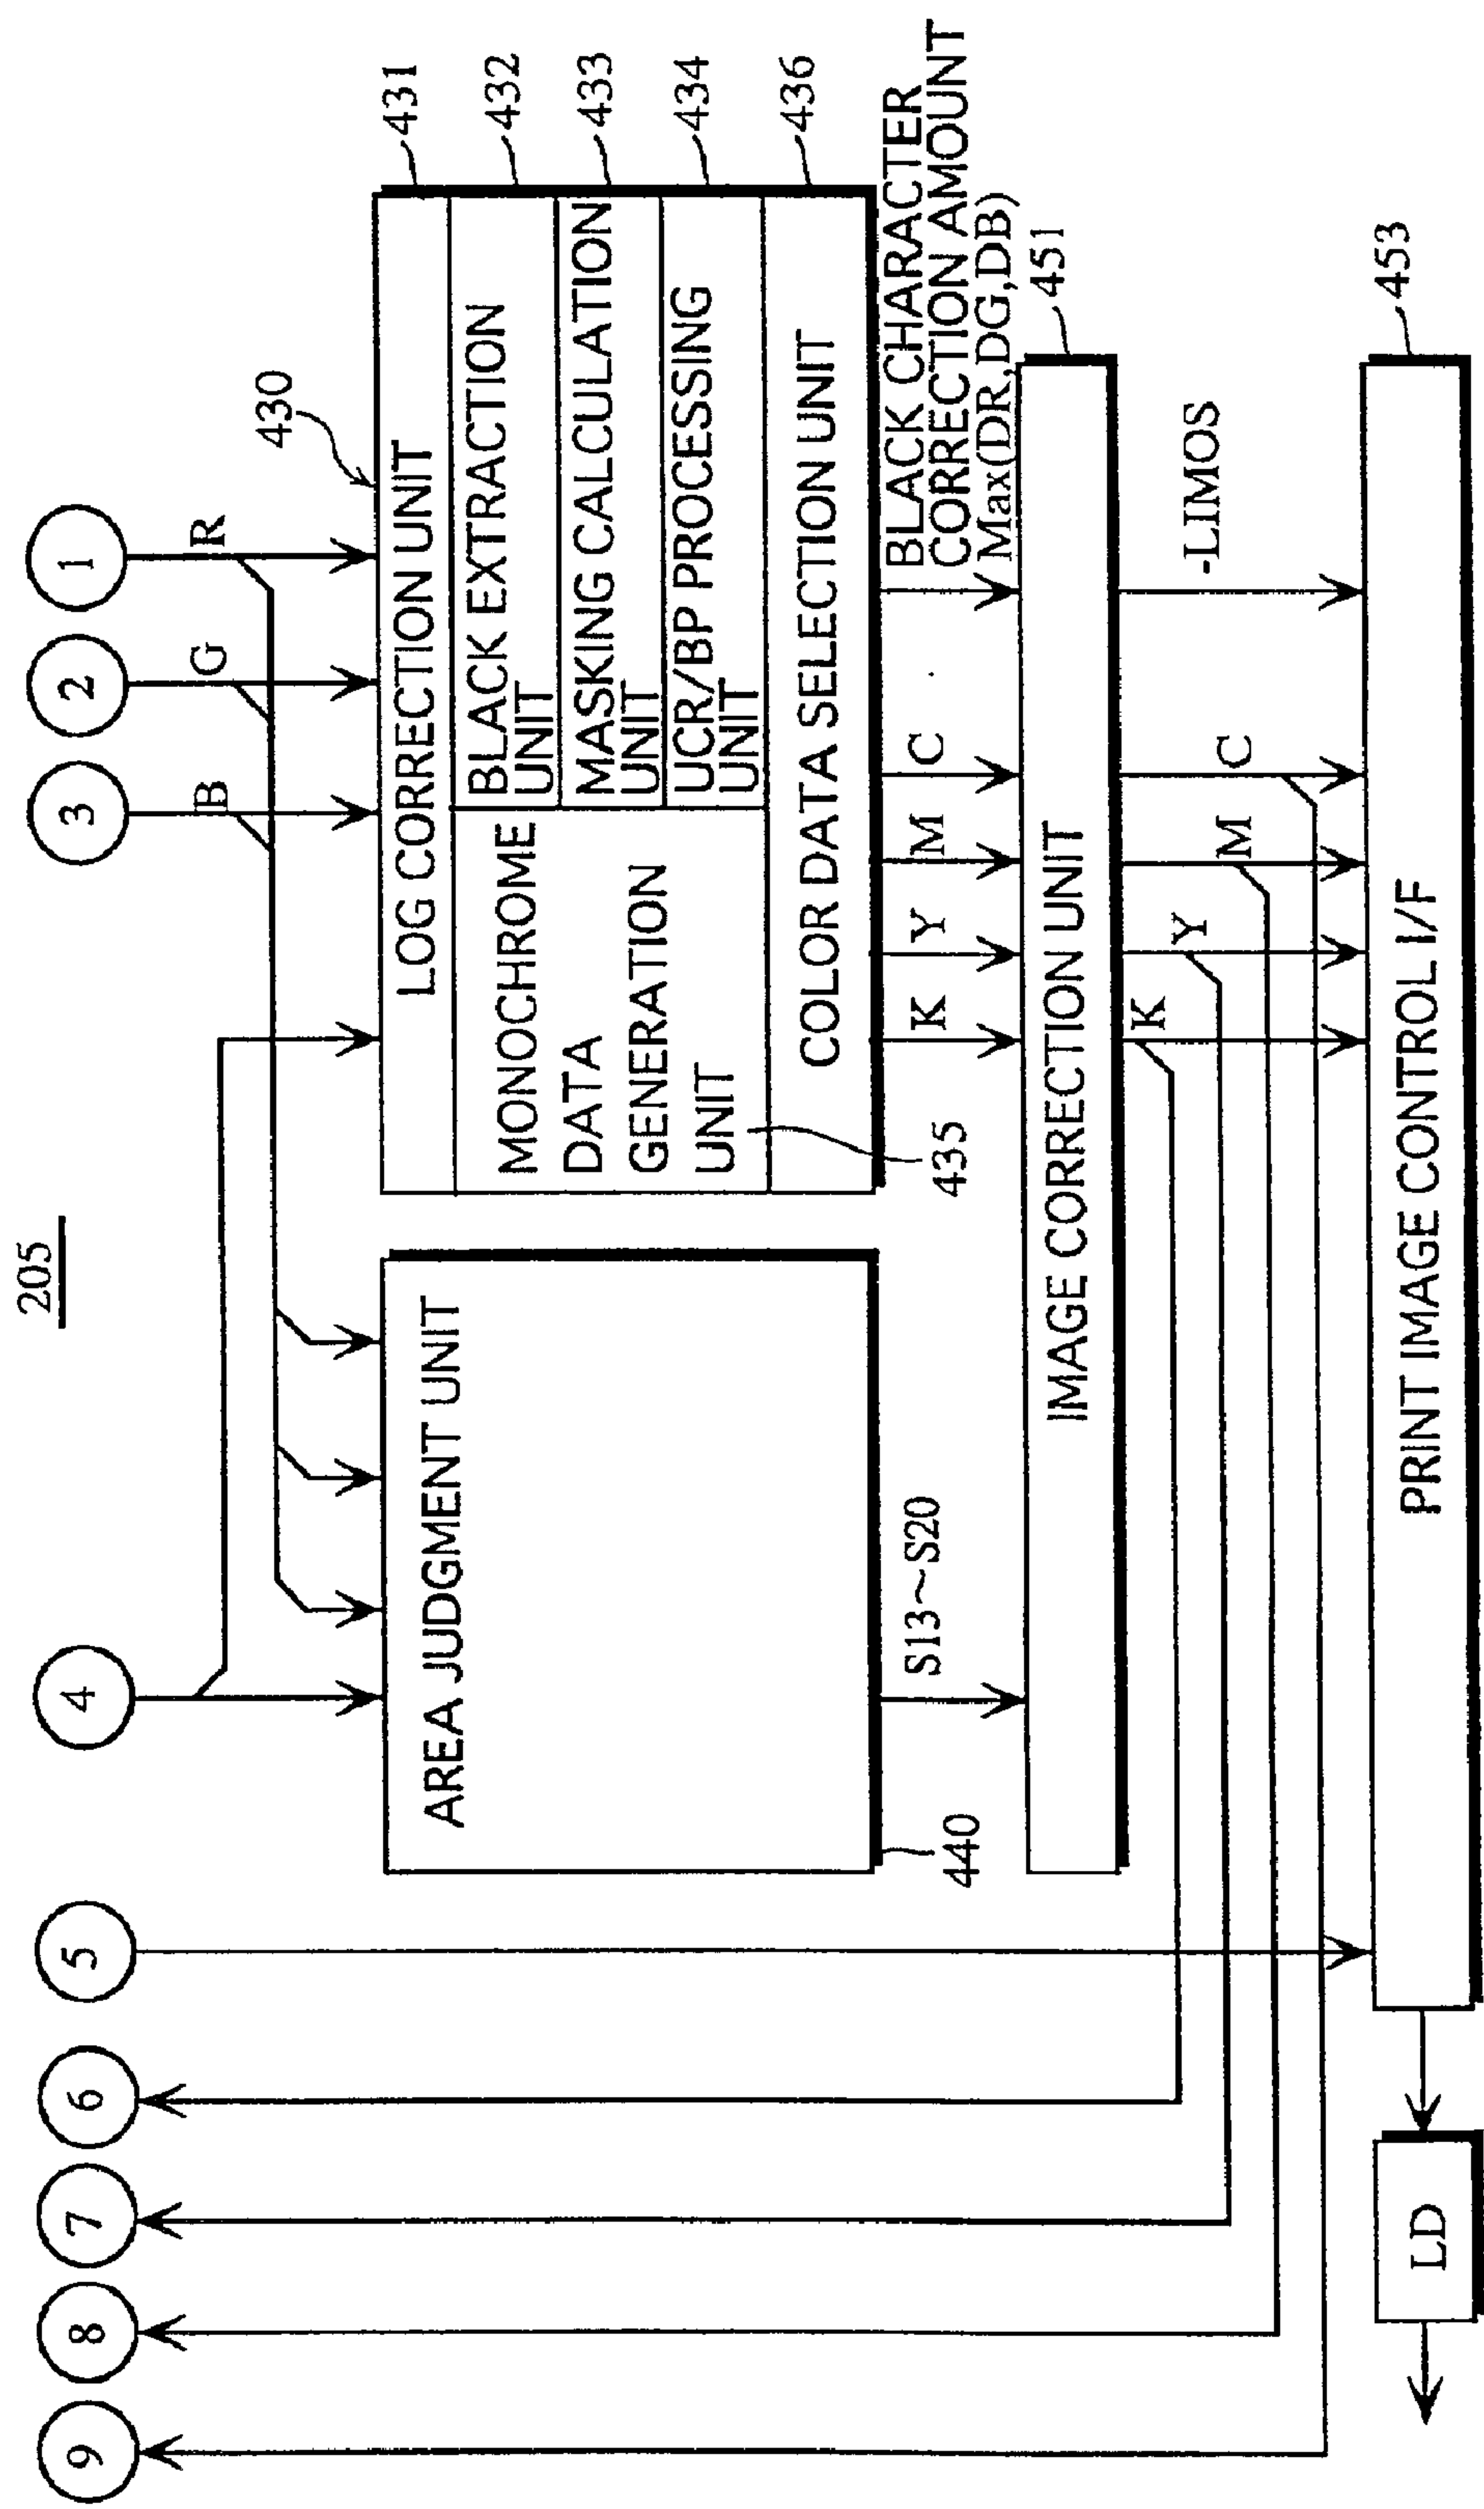 205
1
2
3
4
5
6
7
8
9
R
G
B
430
LOG CORRECTION UNIT
431
BLACK EXTRACTION
UNIT
432
MASKING CALCULATION
UNIT
433
UCR/BP PROCESSING
UNIT
434
MONOCHROME
DATA
GENERATION
UNIT
435
COLOR DATA SELECTION UNIT
436
AREA JUDGMENT UNIT
440
S13~S20
K
Y
M
C
BLACK CHARACTER
CORRECTION AMOUNT
Max(DR,DG,DB)
IMAGE CORRECTION UNIT
451
K
Y
M
C
-LIMOS
PRINT IMAGE CONTROL I/F
453
LD